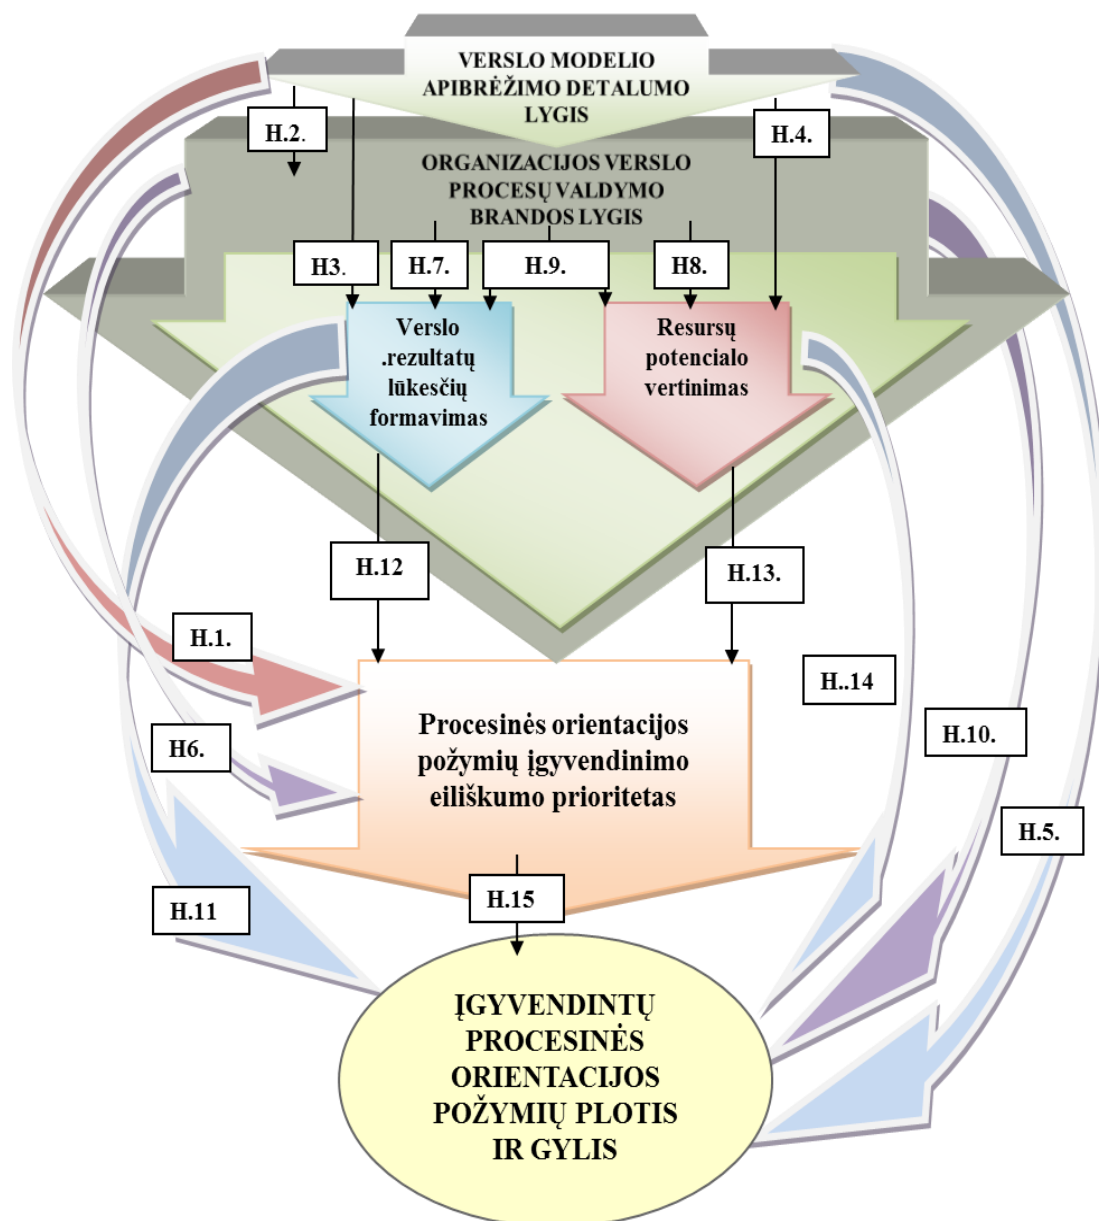 VERSLO MODELIO
APIBRĖŽIMO DETALUMO
LYGIS
H.2.
H.4.
ORGANIZACIJOS VERSLO
PROCESŲ VALDYMO
BRANDOS LYGIS
H3.
H.7.
H.9.
H8.
Verslo
.rezultatų
lūkesčių
formavimas
Resursų
potencialo
vertinimas
H.12
H.13.
H.1.
H..14
H6.
H.10.
Procesinės orientacijos
požymių įgyvendinimo
eiliškumo prioritetas
H.5.
H.11
H.15
ĮGYVENDINTŲ
PROCESINĖS
ORIENTACIJOS
POŽYMIŲ PLOTIS
IR GYLIS